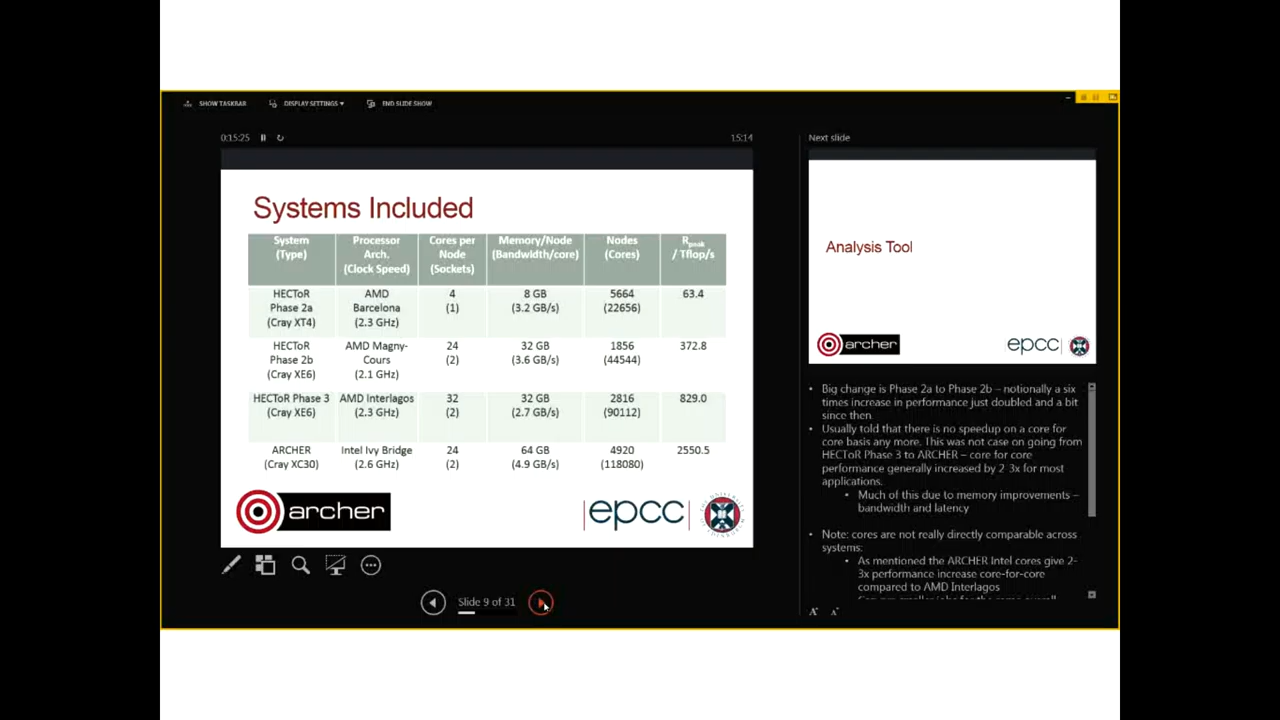 SHOW TASKBAR DISPLAY SETTINGS ▾ END SLIDE SHOW
0:15:25
15:14
Systems Included
System (Type) Processor Arch. (Clock Speed) Cores per Node (Sockets) Memory/Node (Bandwidth/core) Nodes (Cores) Rpeak / Tflop/s
HECToR Phase 2a (Cray XT4) AMD Barcelona (2.3 GHz) 4 (1) 8 GB (3.2 GB/s) 5664 (22656) 63.4
HECToR Phase 2b (Cray XE6) AMD Magny-Cours (2.1 GHz) 24 (2) 32 GB (3.6 GB/s) 1856 (44544) 372.8
HECToR Phase 3 (Cray XE6) AMD Interlagos (2.3 GHz) 32 (2) 32 GB (2.7 GB/s) 2816 (90112) 829.0
ARCHER (Cray XC30) Intel Ivy Bridge (2.6 GHz) 24 (2) 64 GB (4.9 GB/s) 4920 (118080) 2550.5
archer
epcc
Slide 9 of 31
Next slide
Analysis Tool
archer
epcc
• Big change is Phase 2a to Phase 2b – notionally a six
times increase in performance just doubled and a bit
since then.
• Usually told that there is no speedup on a core for
core basis any more. This was not case on going from
HECToR Phase 3 to ARCHER – core for core
performance generally increased by 2-3x for most
applications.
• Much of this due to memory improvements –
bandwidth and latency
• Note: cores are not really directly comparable across
systems:
• As mentioned the ARCHER Intel cores give 2-
3x performance increase core-for-core
compared to AMD Interlagos
A A